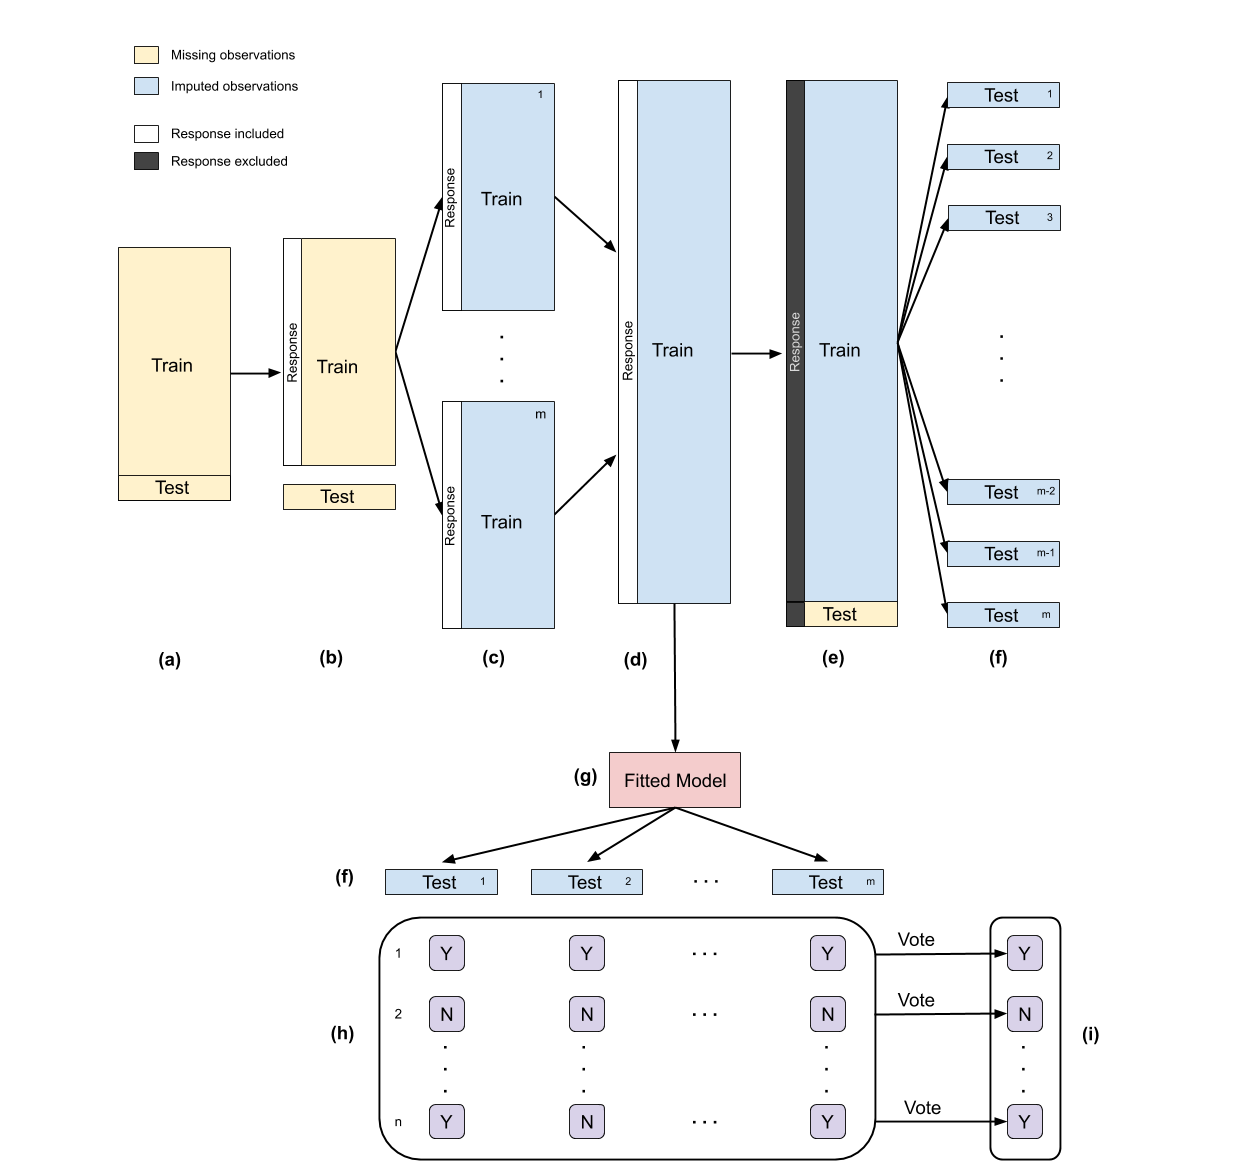 Missing observations
Imputed observations
Response included
Response excluded
Train
Test
(a)
Response
Train
Test
(b)
1
Response
Train
. . .
m
Response
Train
(c)
Response
Train
(d)
Response
Train
Test
(e)
Test 1
Test 2
Test 3
. . .
Test m-2
Test m-1
Test m
(f)
(g) Fitted Model
(f) Test 1 Test 2 . . . Test m
1 Y Y . . . Y Vote Y
2 N N . . . N Vote N
(h) (i)
. . . .
. . . .
. . . .
n Y N . . . Y Vote Y